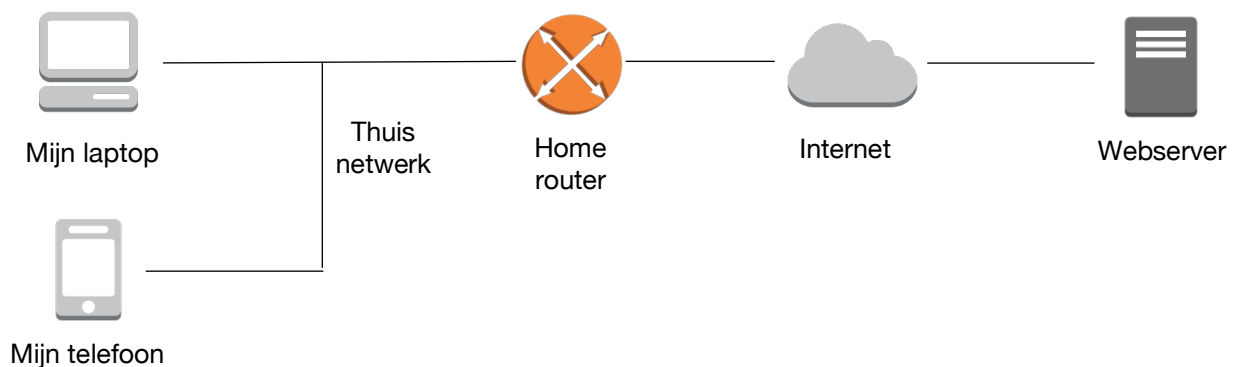 Mijn laptop
Thuis
netwerk
Home
router
Internet
Webserver
Mijn telefoon